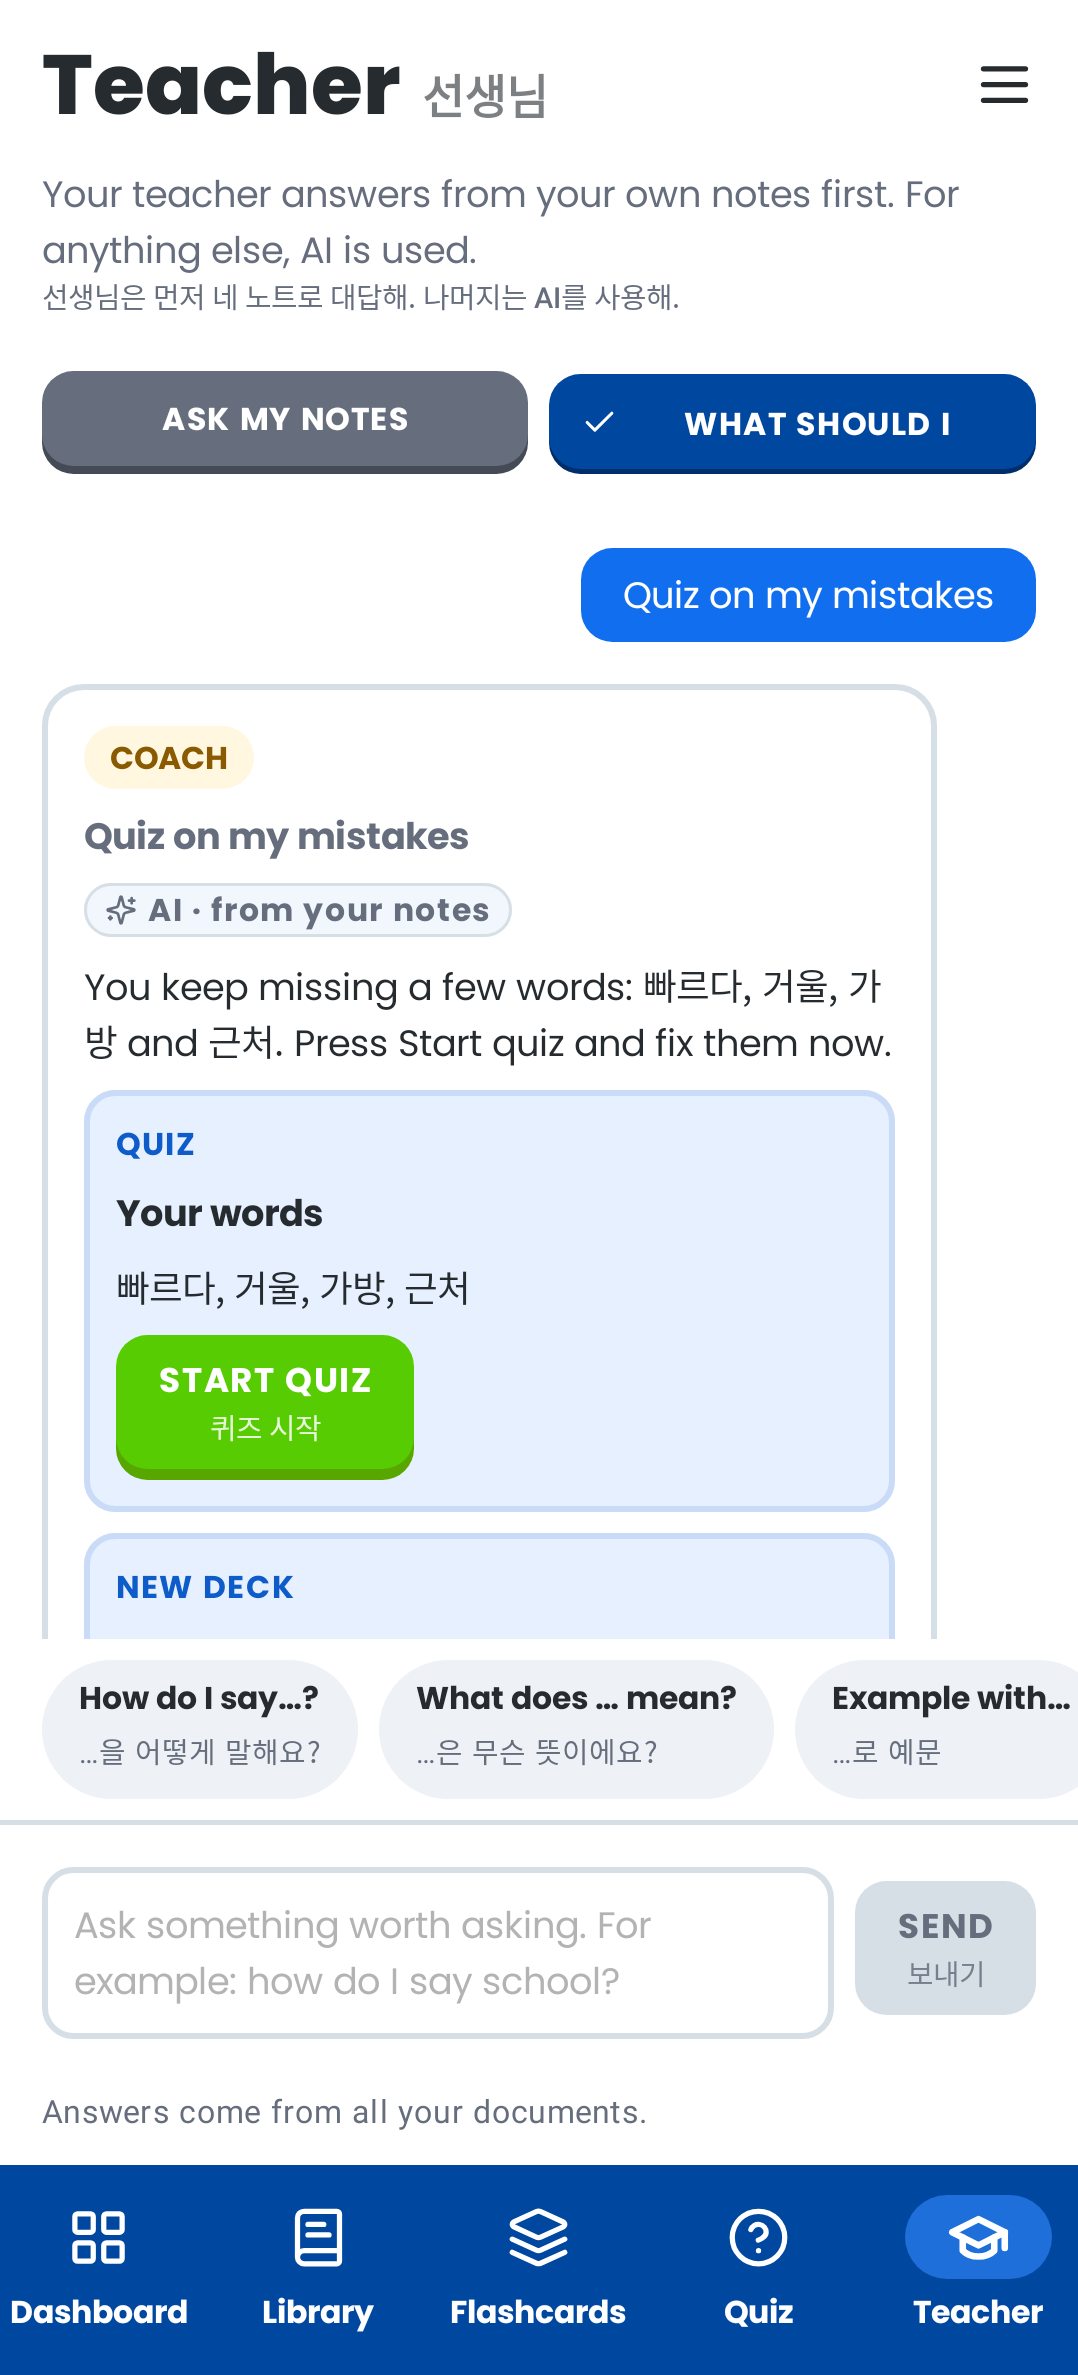 Teacher 선생님
Your teacher answers from your own notes first. For
anything else, AI is used.
선생님은 먼저 네 노트로 대답해. 나머지는 AI를 사용해.
ASK MY NOTES
WHAT SHOULD I
Quiz on my mistakes
COACH
Quiz on my mistakes
AI · from your notes
You keep missing a few words: 빠르다, 거울, 가
방 and 근처. Press Start quiz and fix them now.
QUIZ
Your words
빠르다, 거울, 가방, 근처
START QUIZ
퀴즈 시작
NEW DECK
How do I say...?
...을 어떻게 말해요?
What does ... mean?
...은 무슨 뜻이에요?
Example with...
...로 예문
Ask something worth asking. For
example: how do I say school?
SEND
보내기
Answers come from all your documents.
Dashboard
Library
Flashcards
Quiz
Teacher